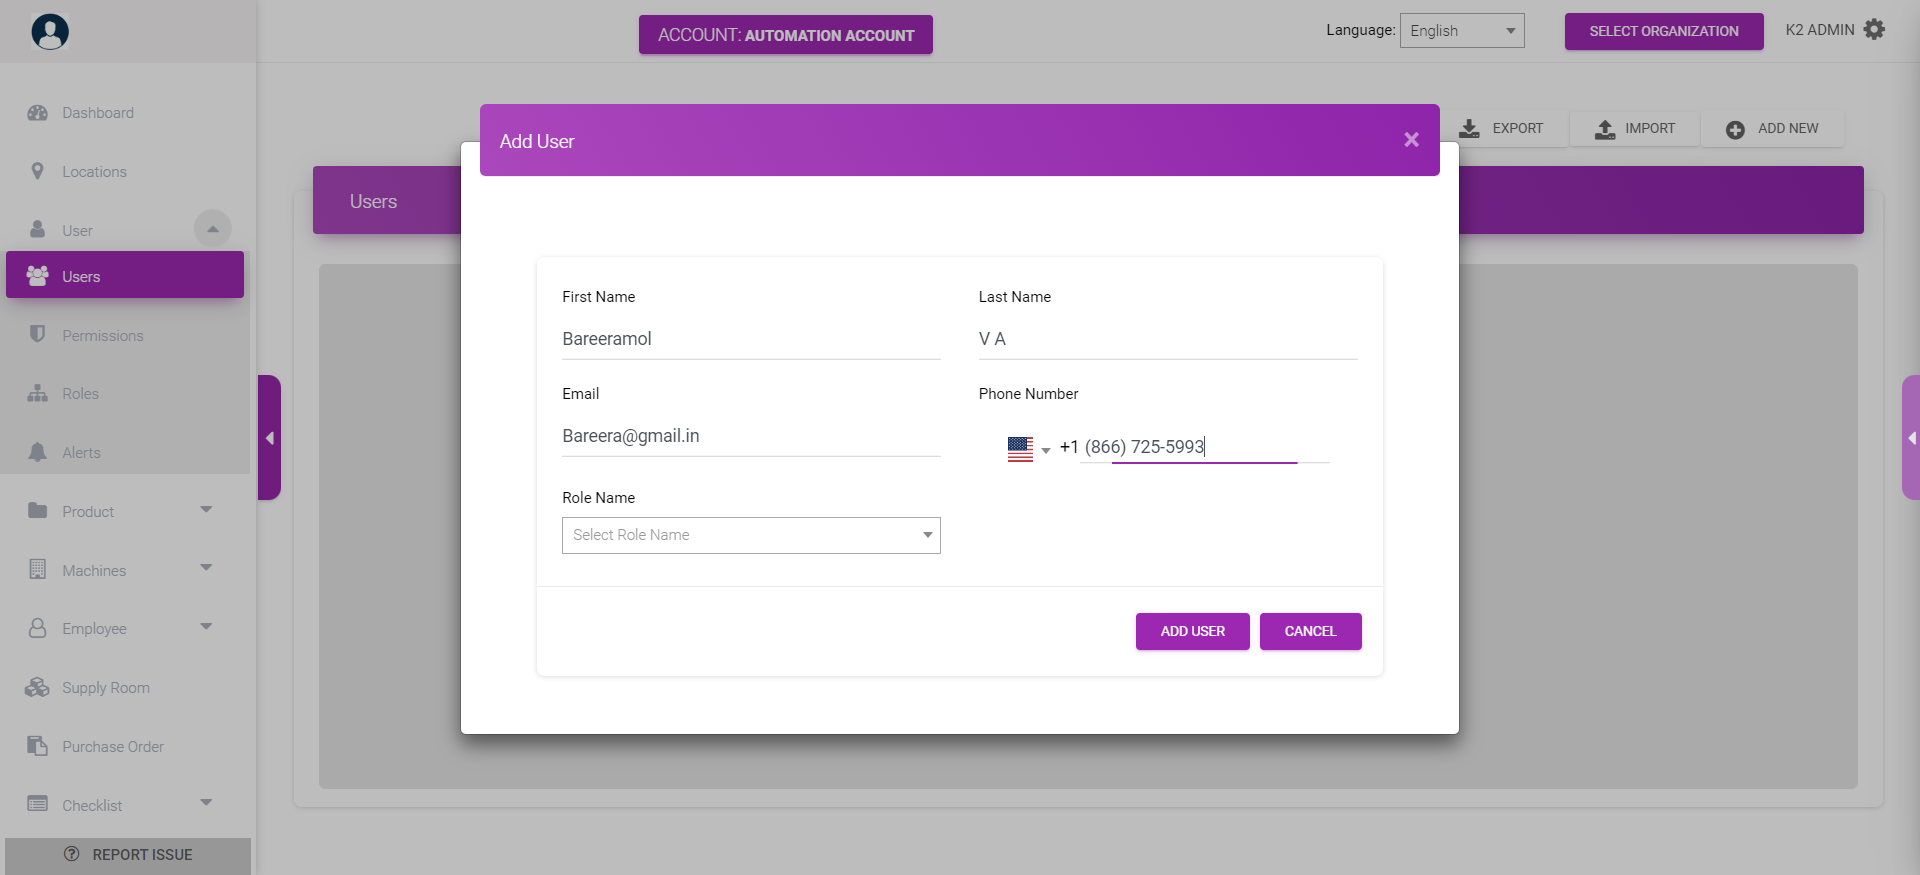 ACCOUNT: AUTOMATION ACCOUNT
Language: English
SELECT ORGANIZATION
K2 ADMIN
Dashboard
Locations
User
Users
Permissions
Roles
Alerts
Product
Machines
Employee
Supply Room
Purchase Order
Checklist
REPORT ISSUE
EXPORT
IMPORT
ADD NEW
Users
Add User
×
First Name
Bareeramol
Last Name
V A
Email
Bareera@gmail.in
Phone Number
+1 (866) 725-5993
Role Name
Select Role Name
ADD USER
CANCEL